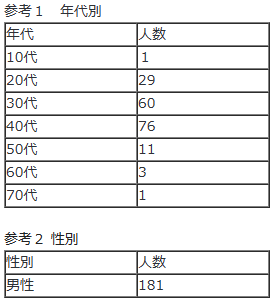 参考１　年代別
年代 人数
10代 1
20代 29
30代 60
40代 76
50代 11
60代 3
70代 1
参考２ 性別
性別 人数
男性 181